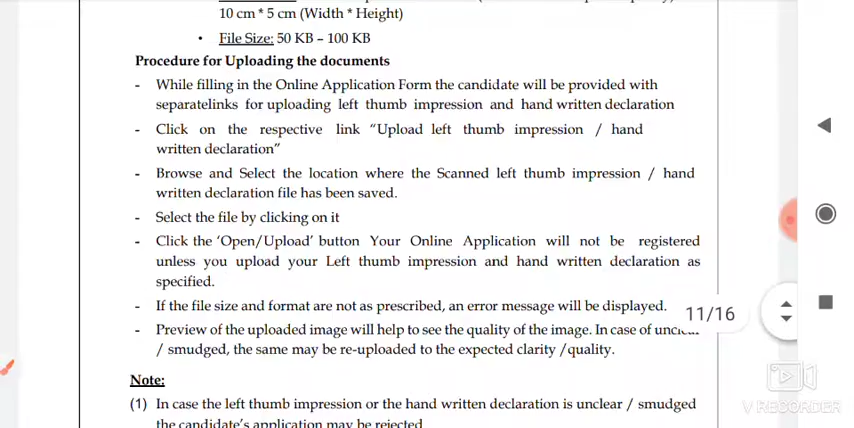 10 cm * 5 cm (Width * Height)
• File Size: 50 KB – 100 KB
Procedure for Uploading the documents
- While filling in the Online Application Form the candidate will be provided with
separatelinks for uploading left thumb impression and hand written declaration
- Click on the respective link “Upload left thumb impression / hand
written declaration”
- Browse and Select the location where the Scanned left thumb impression / hand
written declaration file has been saved.
- Select the file by clicking on it
- Click the ‘Open/Upload’ button Your Online Application will not be registered
unless you upload your Left thumb impression and hand written declaration as
specified.
- If the file size and format are not as prescribed, an error message will be displayed.
11/16
- Preview of the uploaded image will help to see the quality of the image. In case of unclear
/ smudged, the same may be re-uploaded to the expected clarity /quality.
Note:
(1) In case the left thumb impression or the hand written declaration is unclear / smudged
the candidate's application may be rejected
V RECORDER